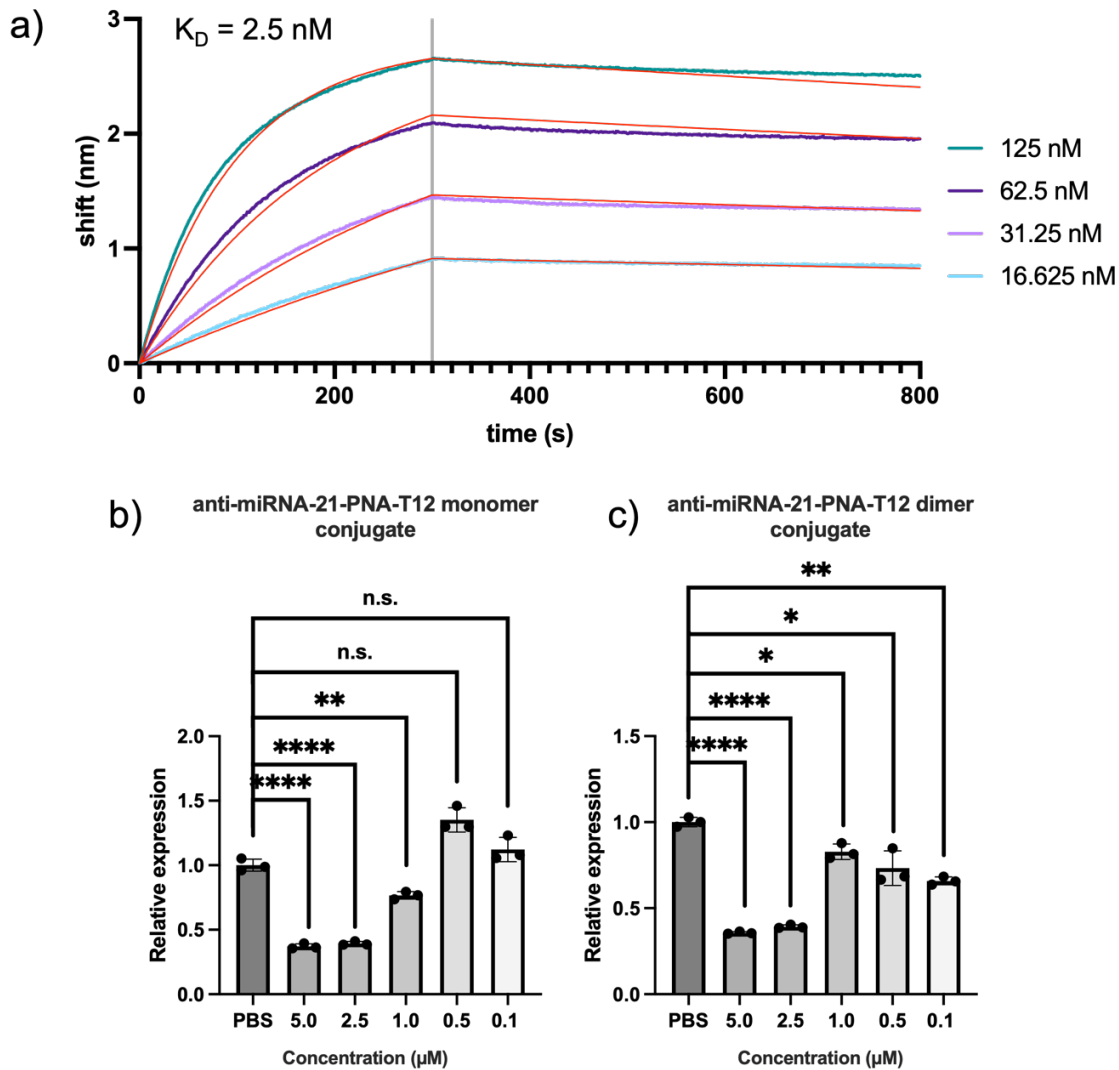 a)
K_D = 2.5 nM
3
2
1
0
shift (nm)
0
200
400
600
800
time (s)
125 nM
62.5 nM
31.25 nM
16.625 nM
b)
anti-miRNA-21-PNA-T12 monomer
conjugate
n.s.
n.s.
**
****
****
2.0
1.5
1.0
0.5
0.0
Relative expression
PBS 5.0 2.5 1.0 0.5 0.1
Concentration (µM)
c)
anti-miRNA-21-PNA-T12 dimer
conjugate
**
*
*
****
****
1.5
1.0
0.5
0.0
Relative expression
PBS 5.0 2.5 1.0 0.5 0.1
Concentration (µM)